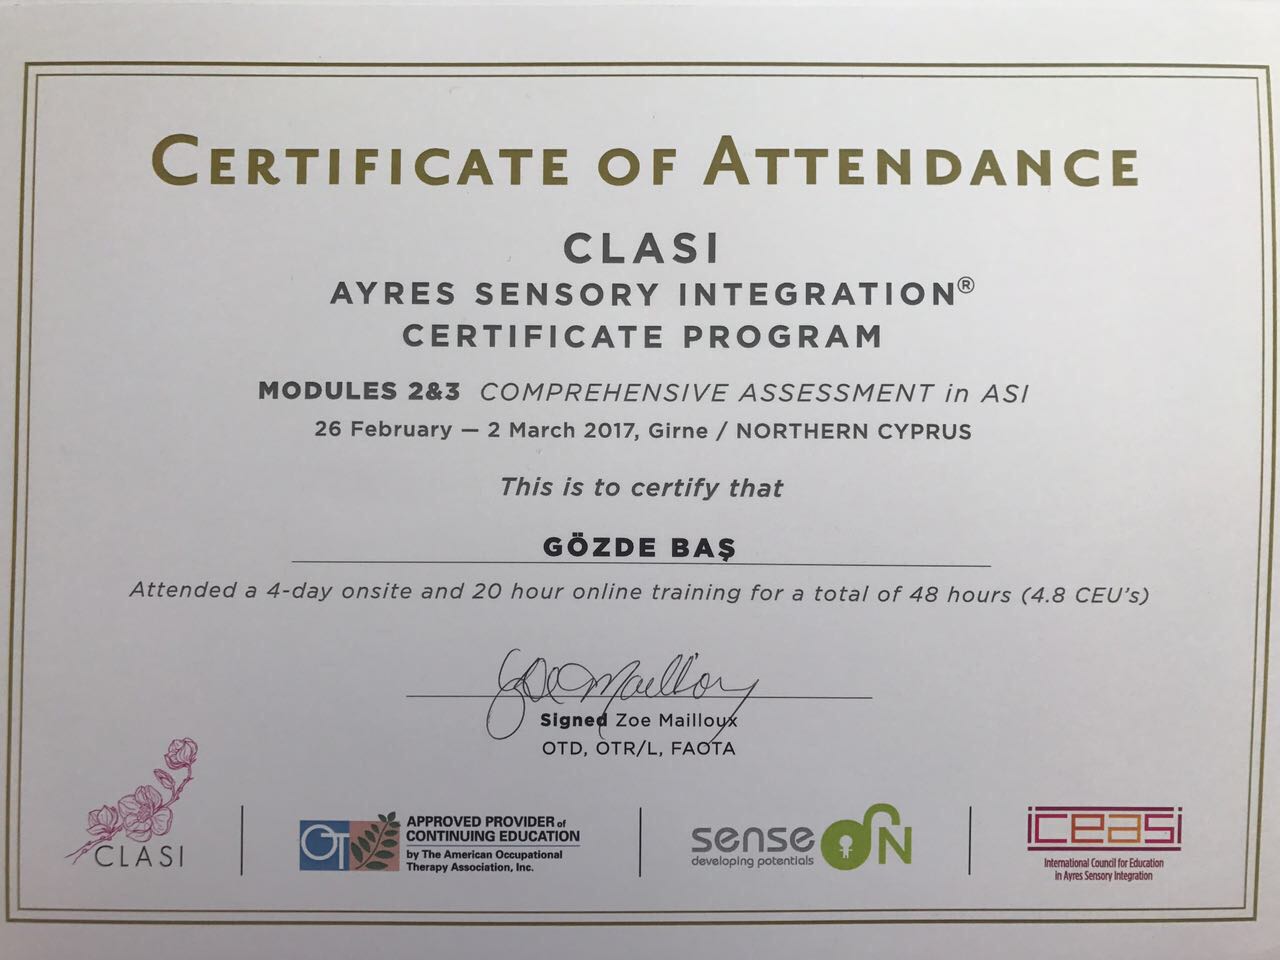 CERTIFICATE OF ATTENDANCE
CLASI
AYRES SENSORY INTEGRATION®
CERTIFICATE PROGRAM
MODULES 2&3 COMPREHENSIVE ASSESSMENT in ASI
26 February — 2 March 2017, Girne / NORTHERN CYPRUS
This is to certify that
GÖZDE BAŞ
Attended a 4-day onsite and 20 hour online training for a total of 48 hours (4.8 CEU's)
Zoe Mailloux
Signed Zoe Mailloux
OTD, OTR/L, FAOTA
CLASI
OT
APPROVED PROVIDER of
CONTINUING EDUCATION
by The American Occupational
Therapy Association, Inc.
sense ON
developing potentials
iceasi
International Council for Education
in Ayres Sensory Integration